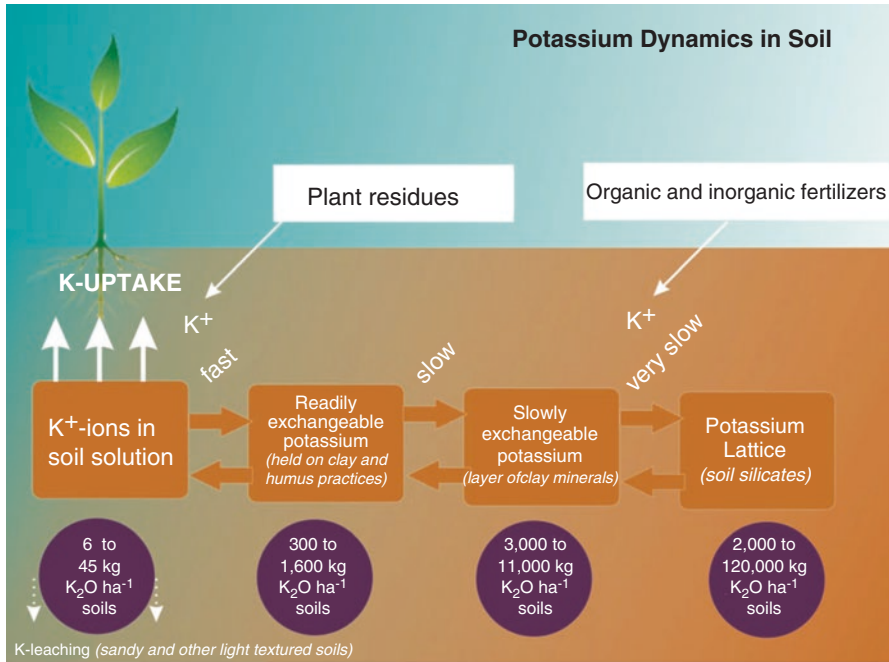 Potassium Dynamics in Soil
Plant residues
Organic and inorganic fertilizers
K-UPTAKE
K+
K+
fast
slow
very slow
K+-ions in
soil solution
Readily
exchangeable
potassium
(held on clay and
humus practices)
Slowly
exchangeable
potassium
(layer ofclay minerals)
Potassium
Lattice
(soil silicates)
6 to
45 kg
K2O ha-1
soils
300 to
1,600 kg
K2O ha-1
soils
3,000 to
11,000 kg
K2O ha-1
soils
2,000 to
120,000 kg
K2O ha-1
soils
K-leaching (sandy and other light textured soils)